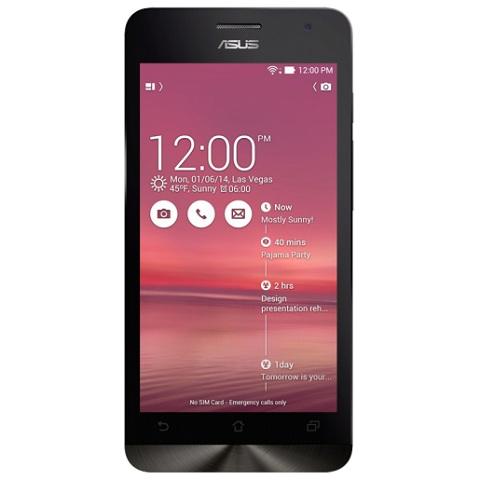 ASUS
12:00 PM
12:00 PM
Mon, 01/06/14, Las Vegas
45ºF, Sunny 06:00
Now
Mostly Sunny!
40 mins
Pajama Party
2 hrs
Design
presentation reh...
1day
Tomorrow is your...
No SIM Card - Emergency calls only